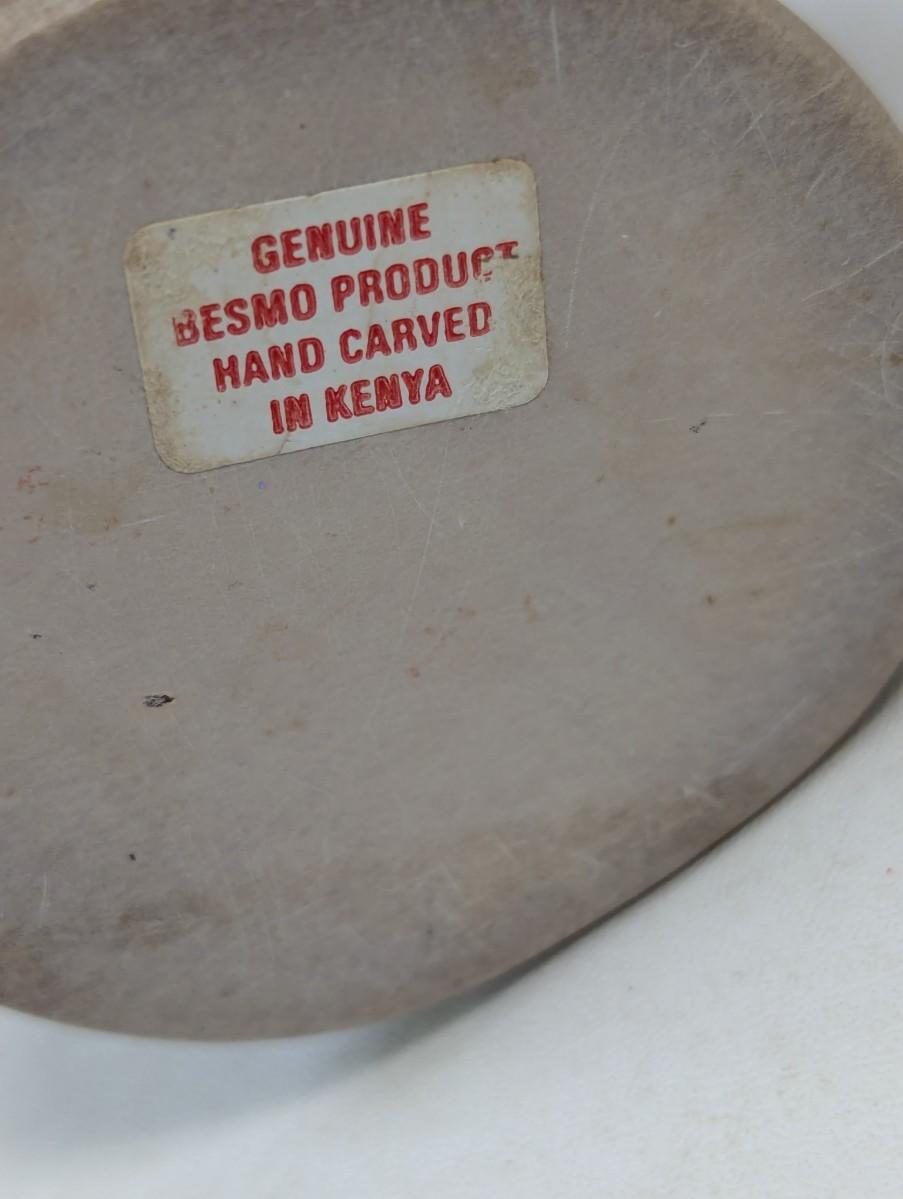 GENUINE
BESMO PRODUCT
HAND CARVED
IN KENYA